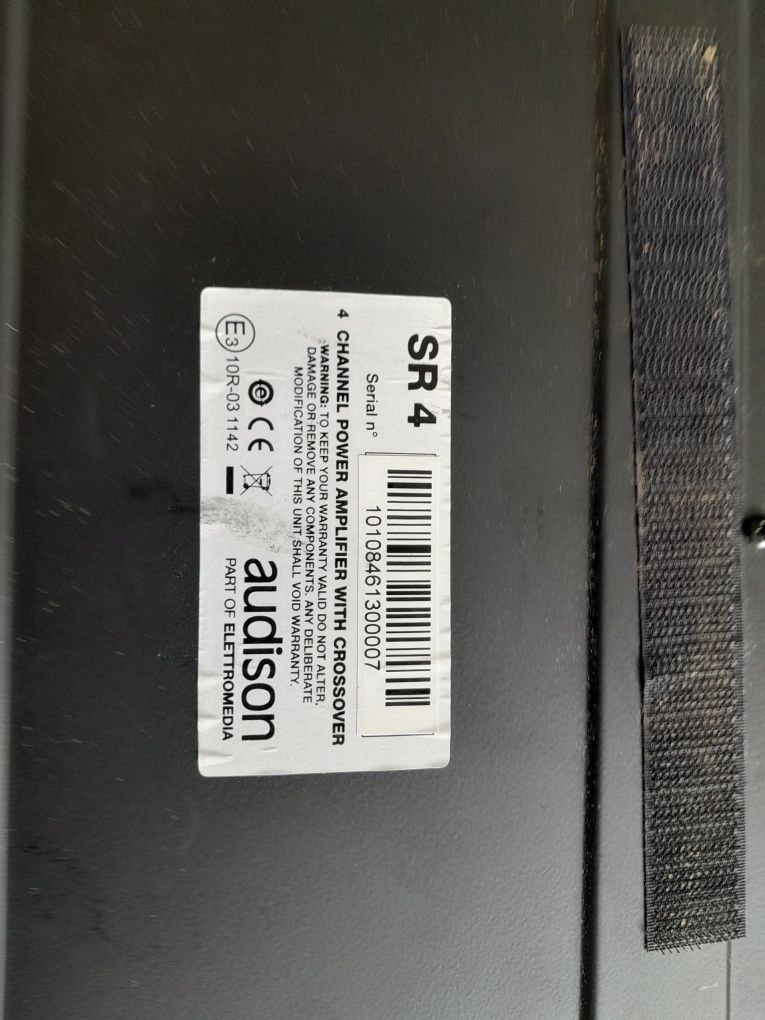 SR 4
Serial n°
10108461300007
4 CHANNEL POWER AMPLIFIER WITH CROSSOVER
WARNING: TO KEEP YOUR WARRANTY VALID DO NOT ALTER,
DAMAGE OR REMOVE ANY COMPONENTS. ANY DELIBERATE
MODIFICATION OF THIS UNIT SHALL VOID WARRANTY.
e CE
E3 10R-03 1142
audison
PART OF ELETTROMEDIA